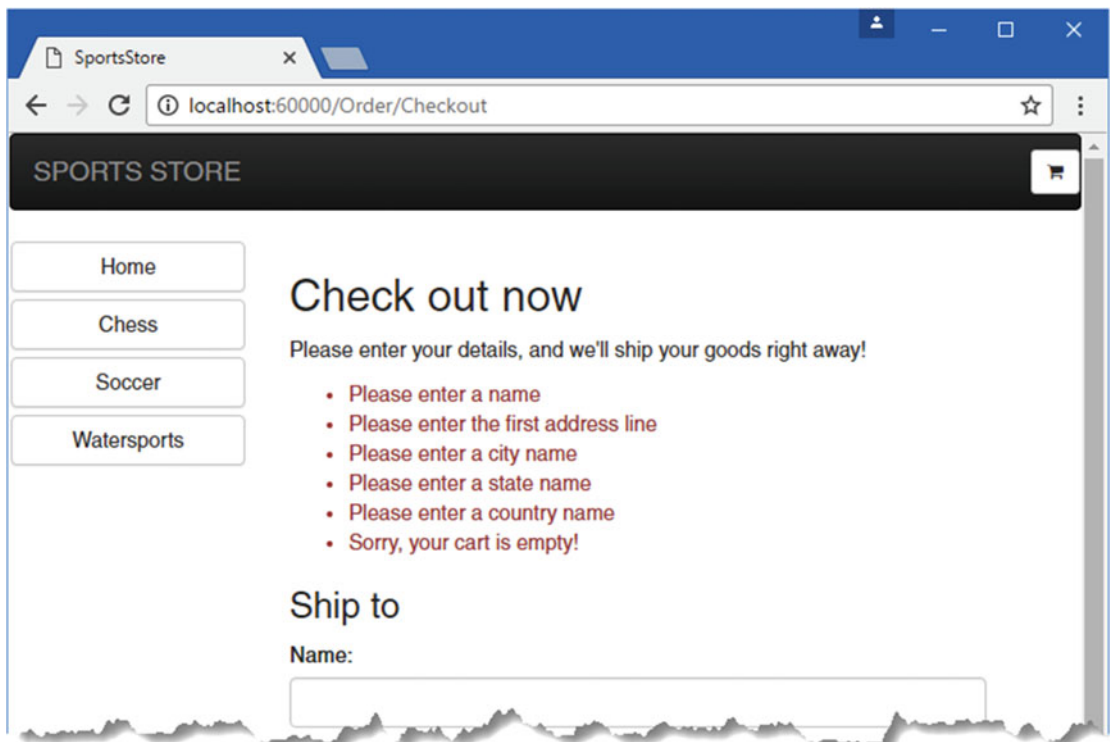 SportsStore
localhost:60000/Order/Checkout
SPORTS STORE
Home
Chess
Soccer
Watersports
Check out now
Please enter your details, and we'll ship your goods right away!
• Please enter a name
• Please enter the first address line
• Please enter a city name
• Please enter a state name
• Please enter a country name
• Sorry, your cart is empty!
Ship to
Name: